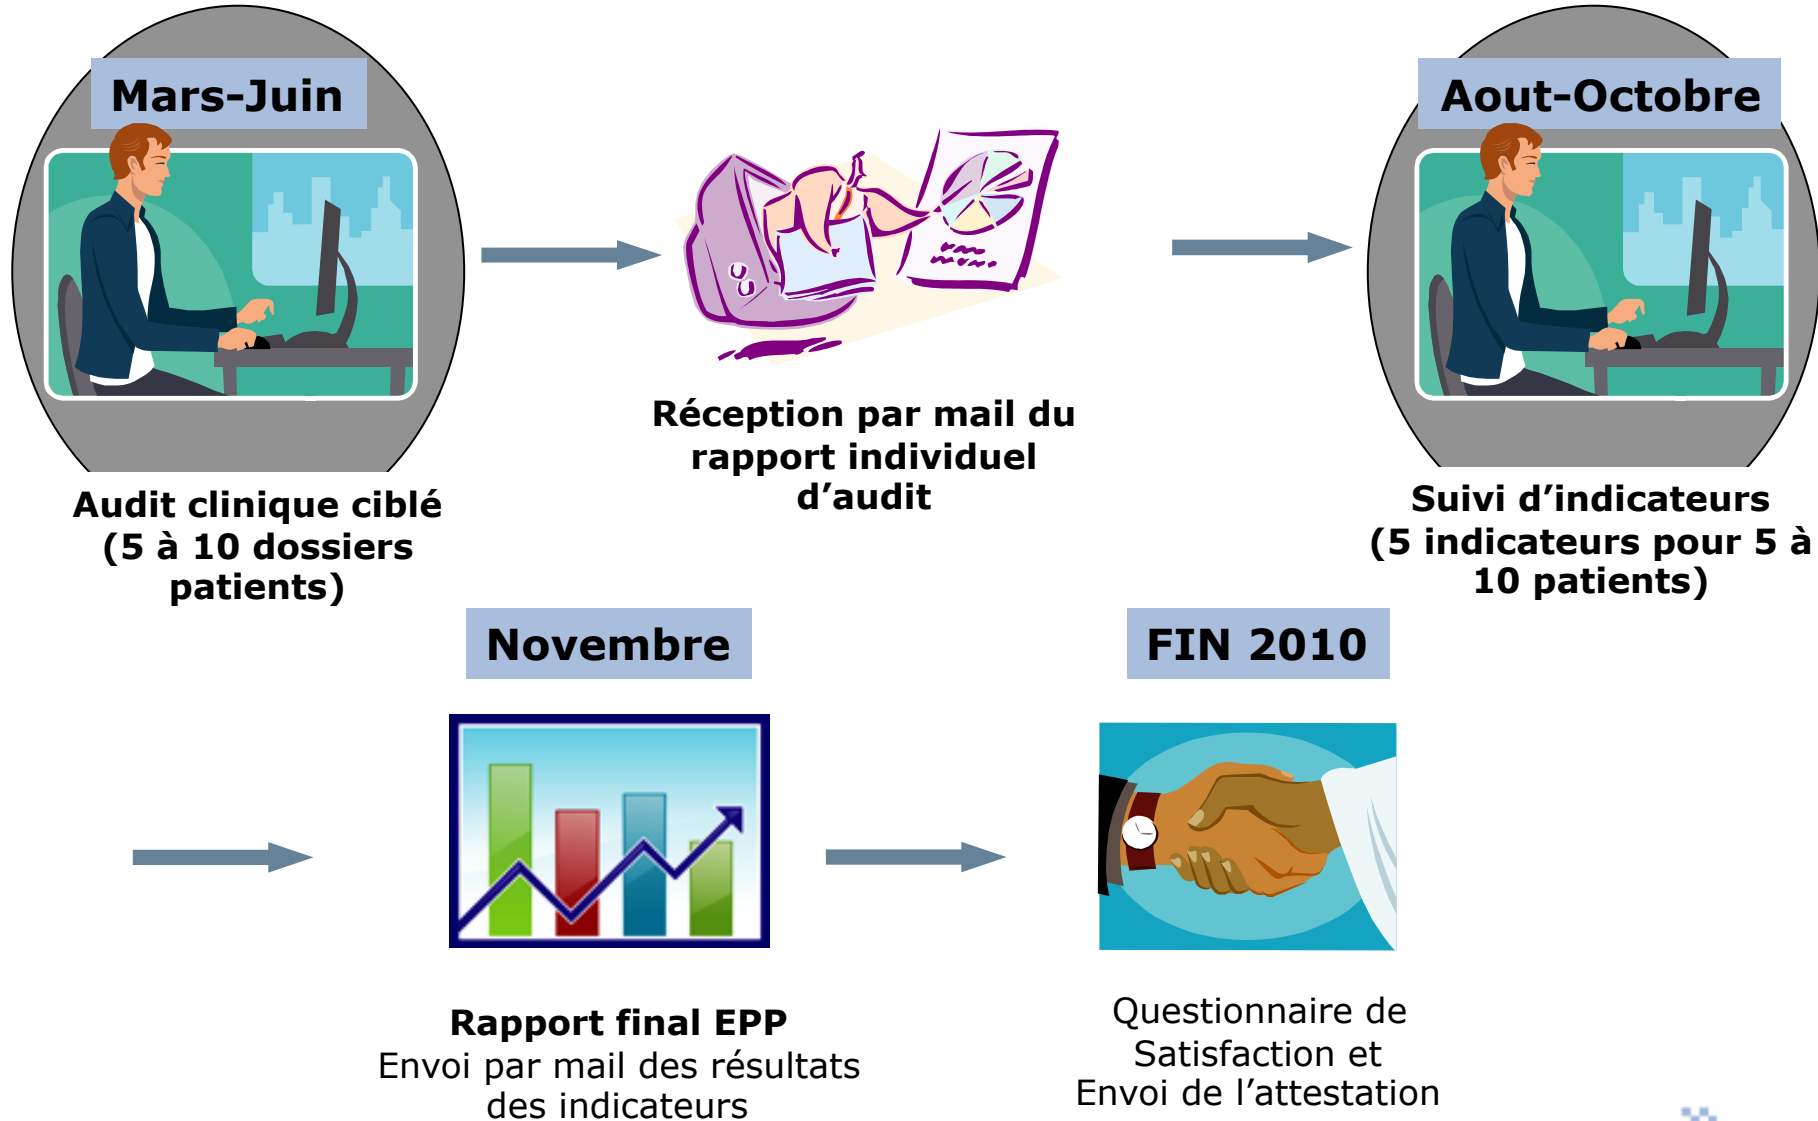 Mars-Juin
Audit clinique ciblé
(5 à 10 dossiers
patients)
Réception par mail du
rapport individuel
d’audit
Aout-Octobre
Suivi d’indicateurs
(5 indicateurs pour 5 à
10 patients)
Novembre
Rapport final EPP
Envoi par mail des résultats
des indicateurs
FIN 2010
Questionnaire de
Satisfaction et
Envoi de l’attestation